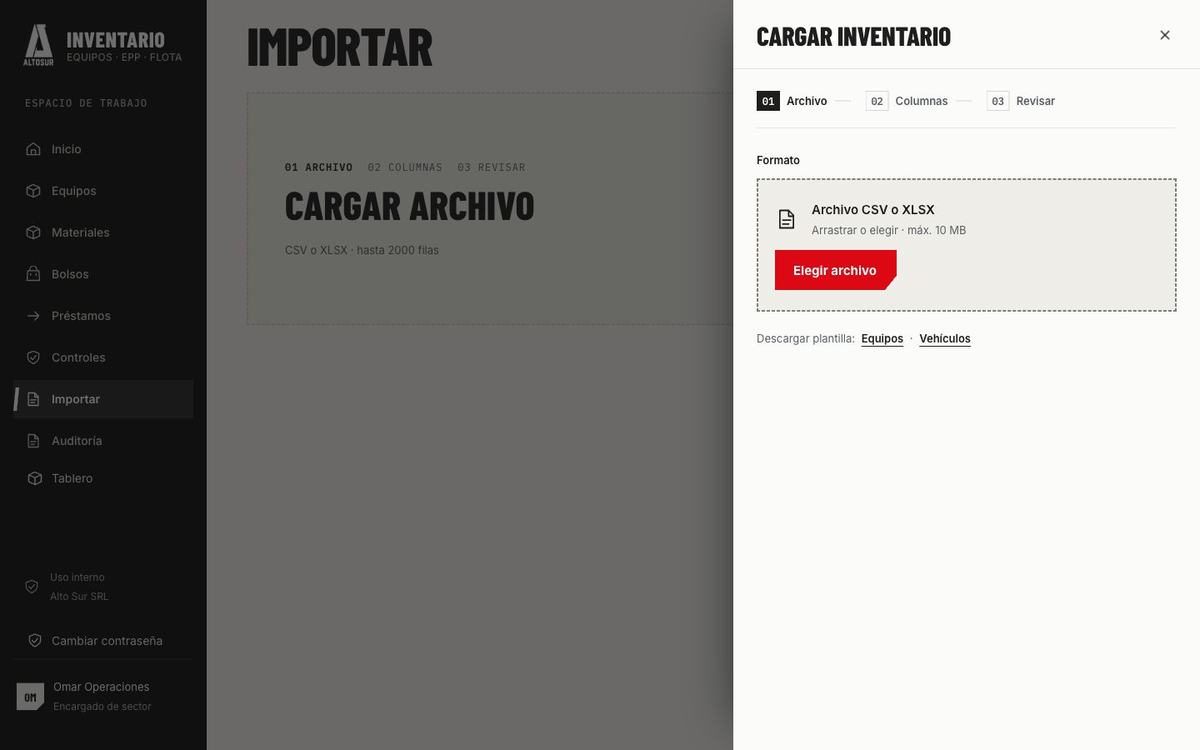 ALTOSUR
INVENTARIO
EQUIPOS · EPP · FLOTA
ESPACIO DE TRABAJO
Inicio
Equipos
Materiales
Bolsos
Préstamos
Controles
Importar
Auditoría
Tablero
Uso interno
Alto Sur SRL
Cambiar contraseña
OM
Omar Operaciones
Encargado de sector
IMPORTAR
01 ARCHIVO 02 COLUMNAS 03 REVISAR
CARGAR ARCHIVO
CSV o XLSX · hasta 2000 filas
CARGAR INVENTARIO
01 Archivo 02 Columnas 03 Revisar
Formato
Archivo CSV o XLSX
Arrastrar o elegir · máx. 10 MB
Elegir archivo
Descargar plantilla: Equipos · Vehículos